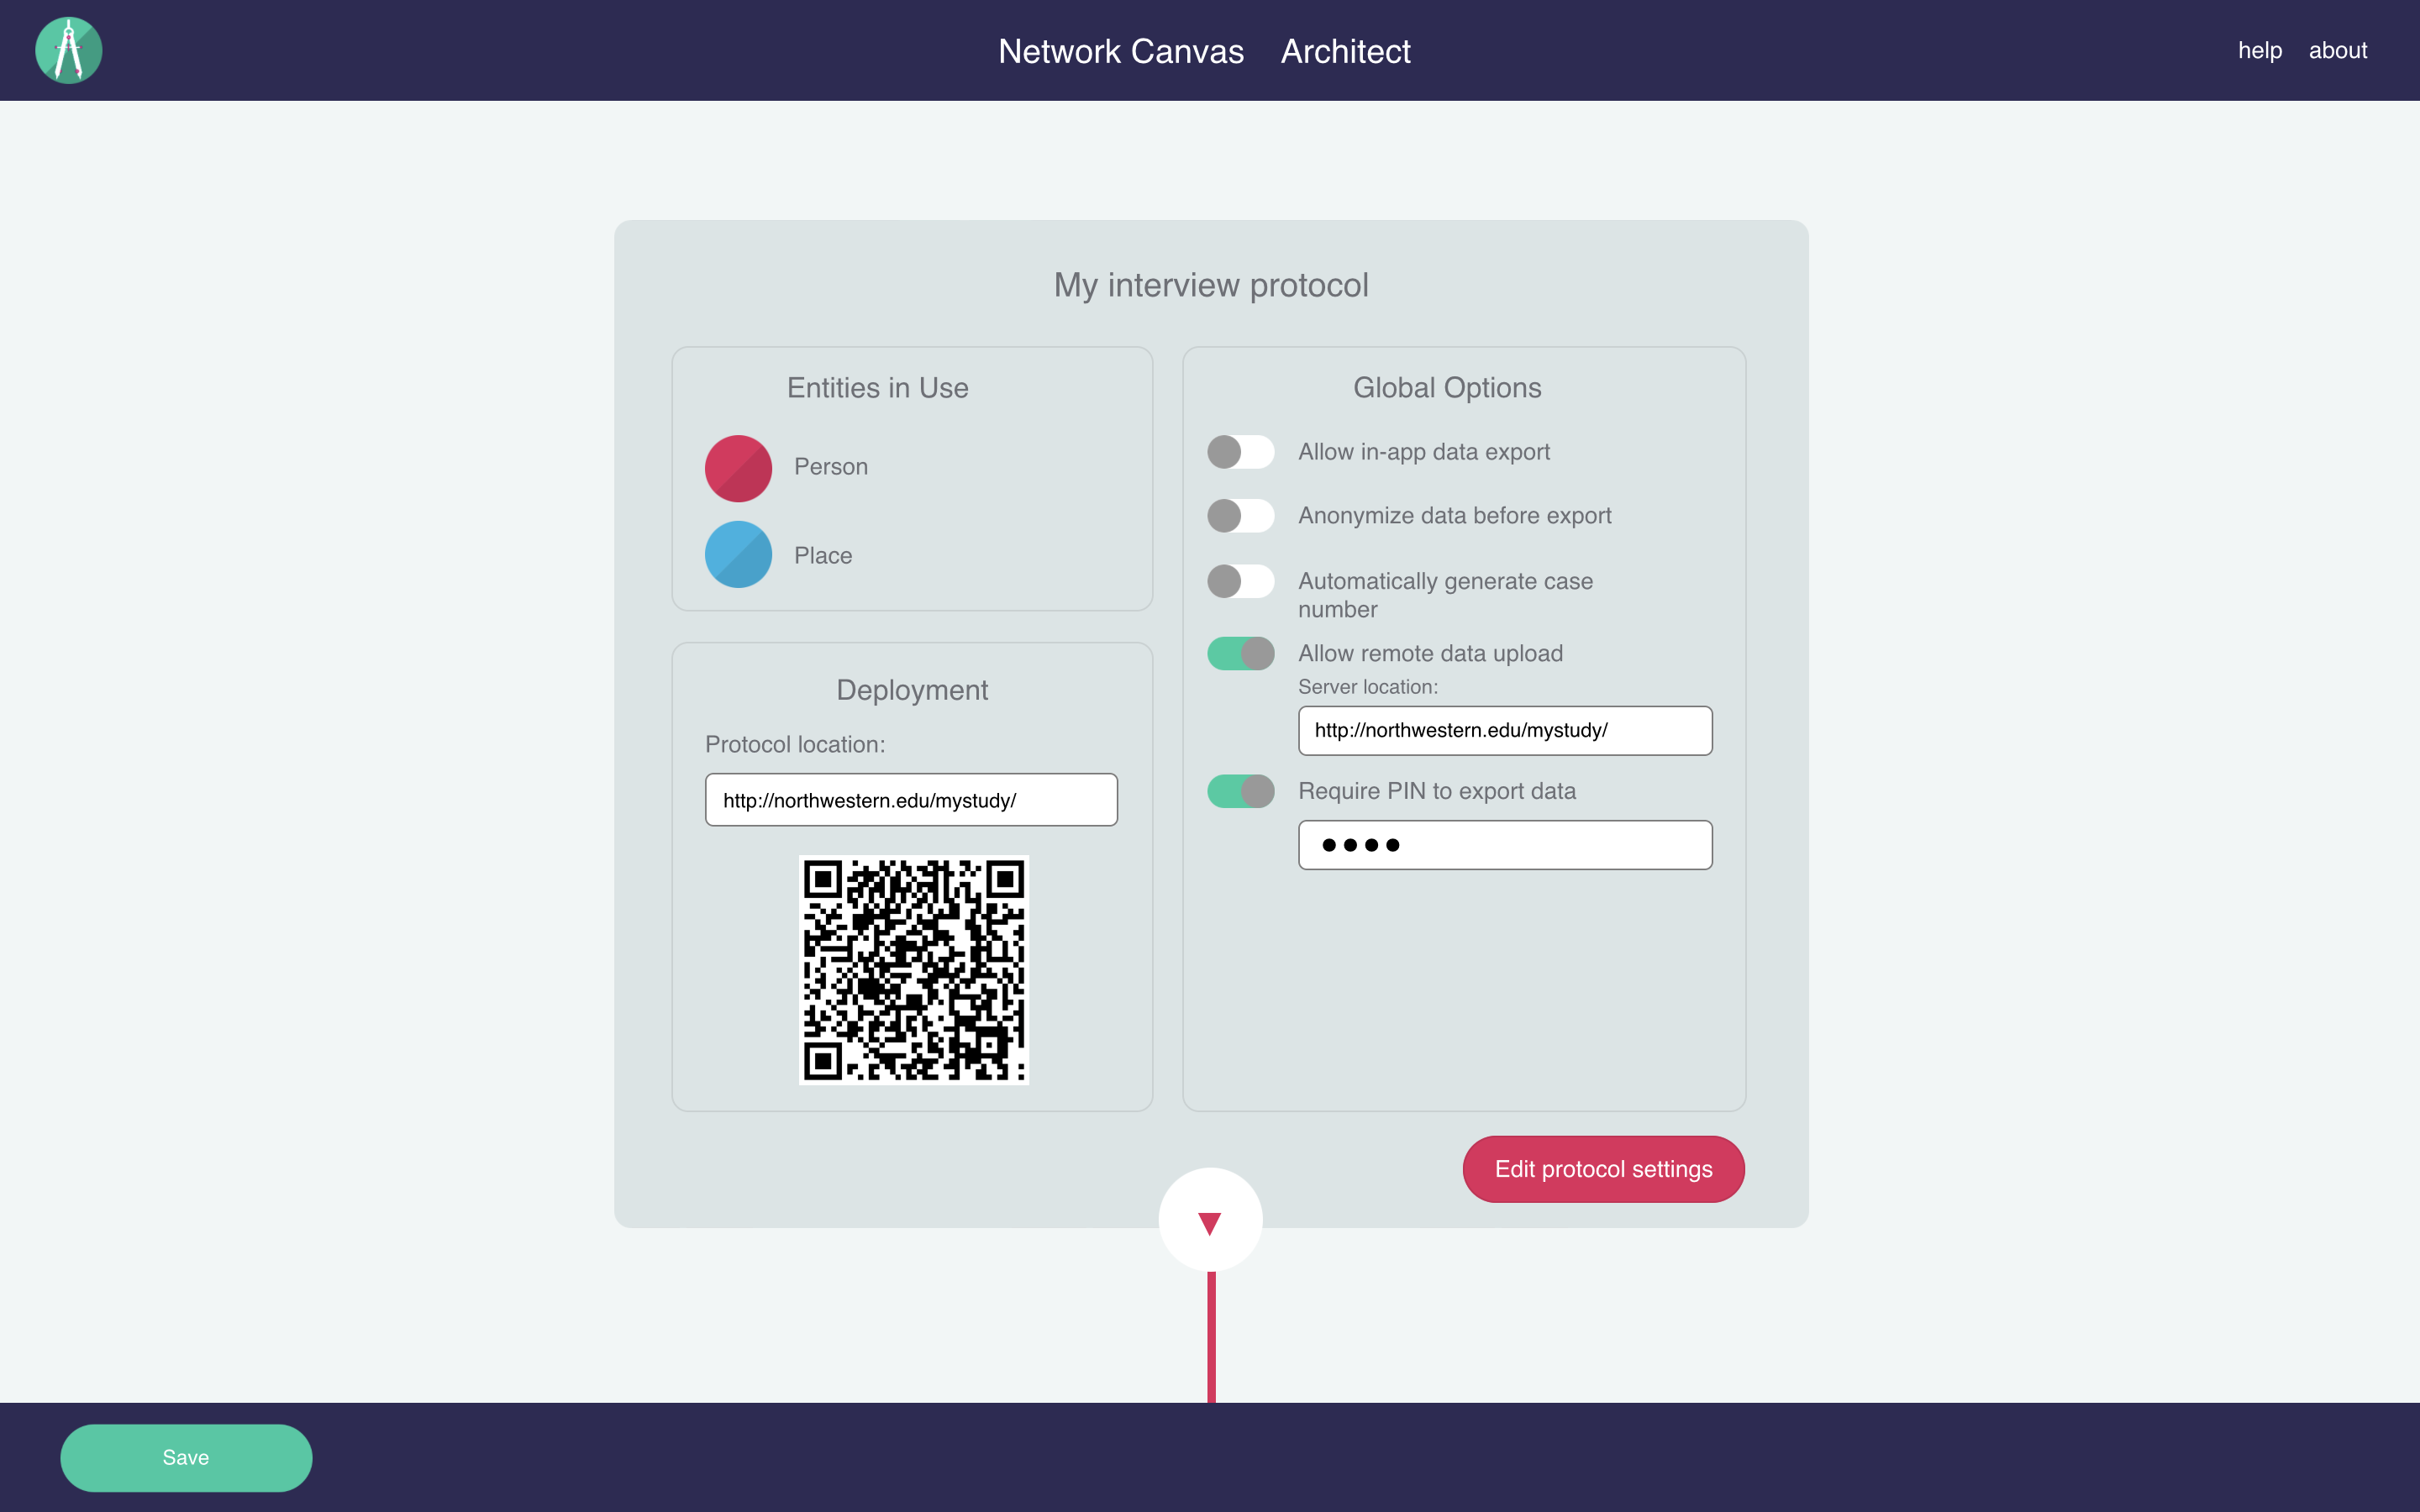 Network Canvas Architect
help about
My interview protocol
Entities in Use
Person
Place
Deployment
Protocol location:
http://northwestern.edu/mystudy/
Global Options
Allow in-app data export
Anonymize data before export
Automatically generate case
number
Allow remote data upload
Server location:
http://northwestern.edu/mystudy/
Require PIN to export data
Edit protocol settings
Save